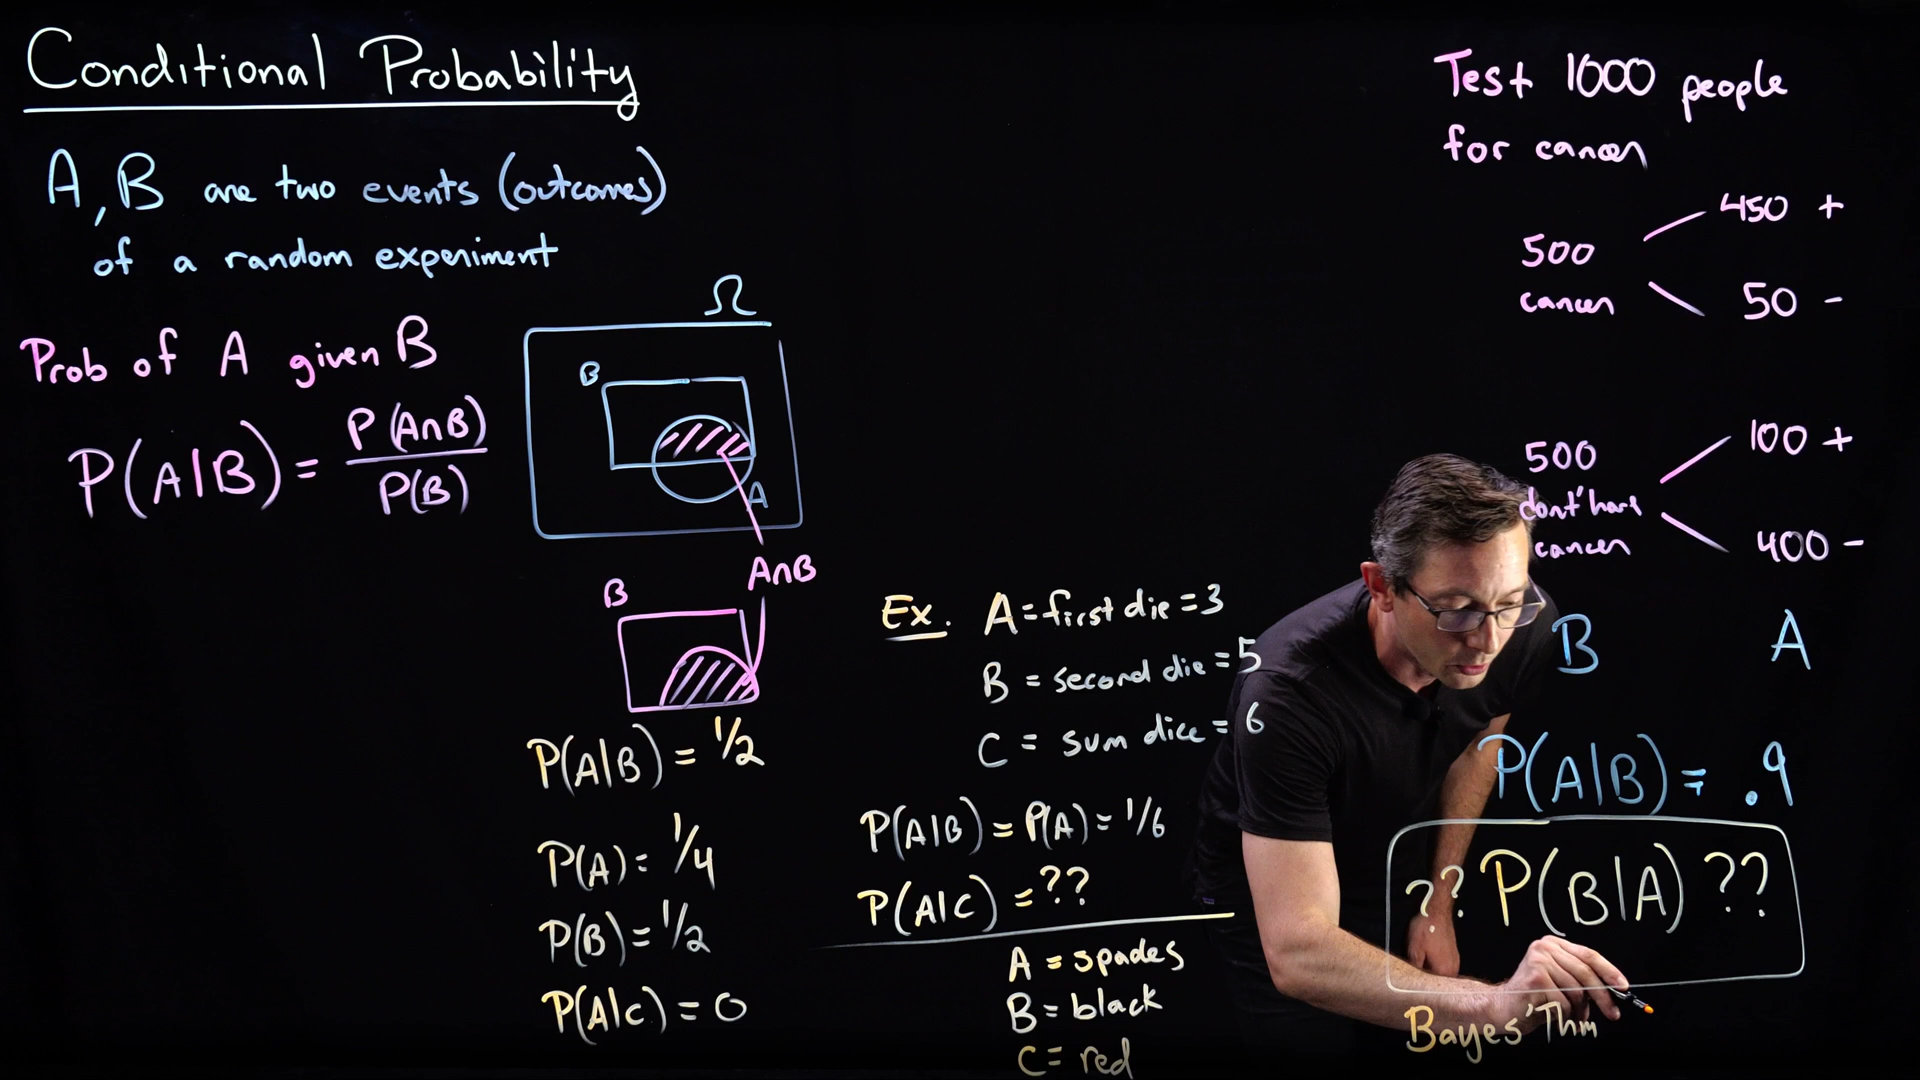 Conditional Probability
A, B are two events (outcomes)
of a random experiment
Prob of A given B
P(A|B) = P(A∩B) / P(B)
Ω
B
A
A∩B
B
P(A|B) = 1/2
P(A) = 1/4
P(B) = 1/2
P(A|C) = 0
Ex. A = first die = 3
B = second die = 5
C = sum dice = 6
P(A|B) = P(A) = 1/6
P(A|C) = ??
A = spades
B = black
C = red
Test 1000 people
for cancer
500
cancer
450 +
50 -
500
don't have
cancer
100 +
400 -
B A
P(A|B) = .9
?? P(B|A) ??
Bayes' Thm